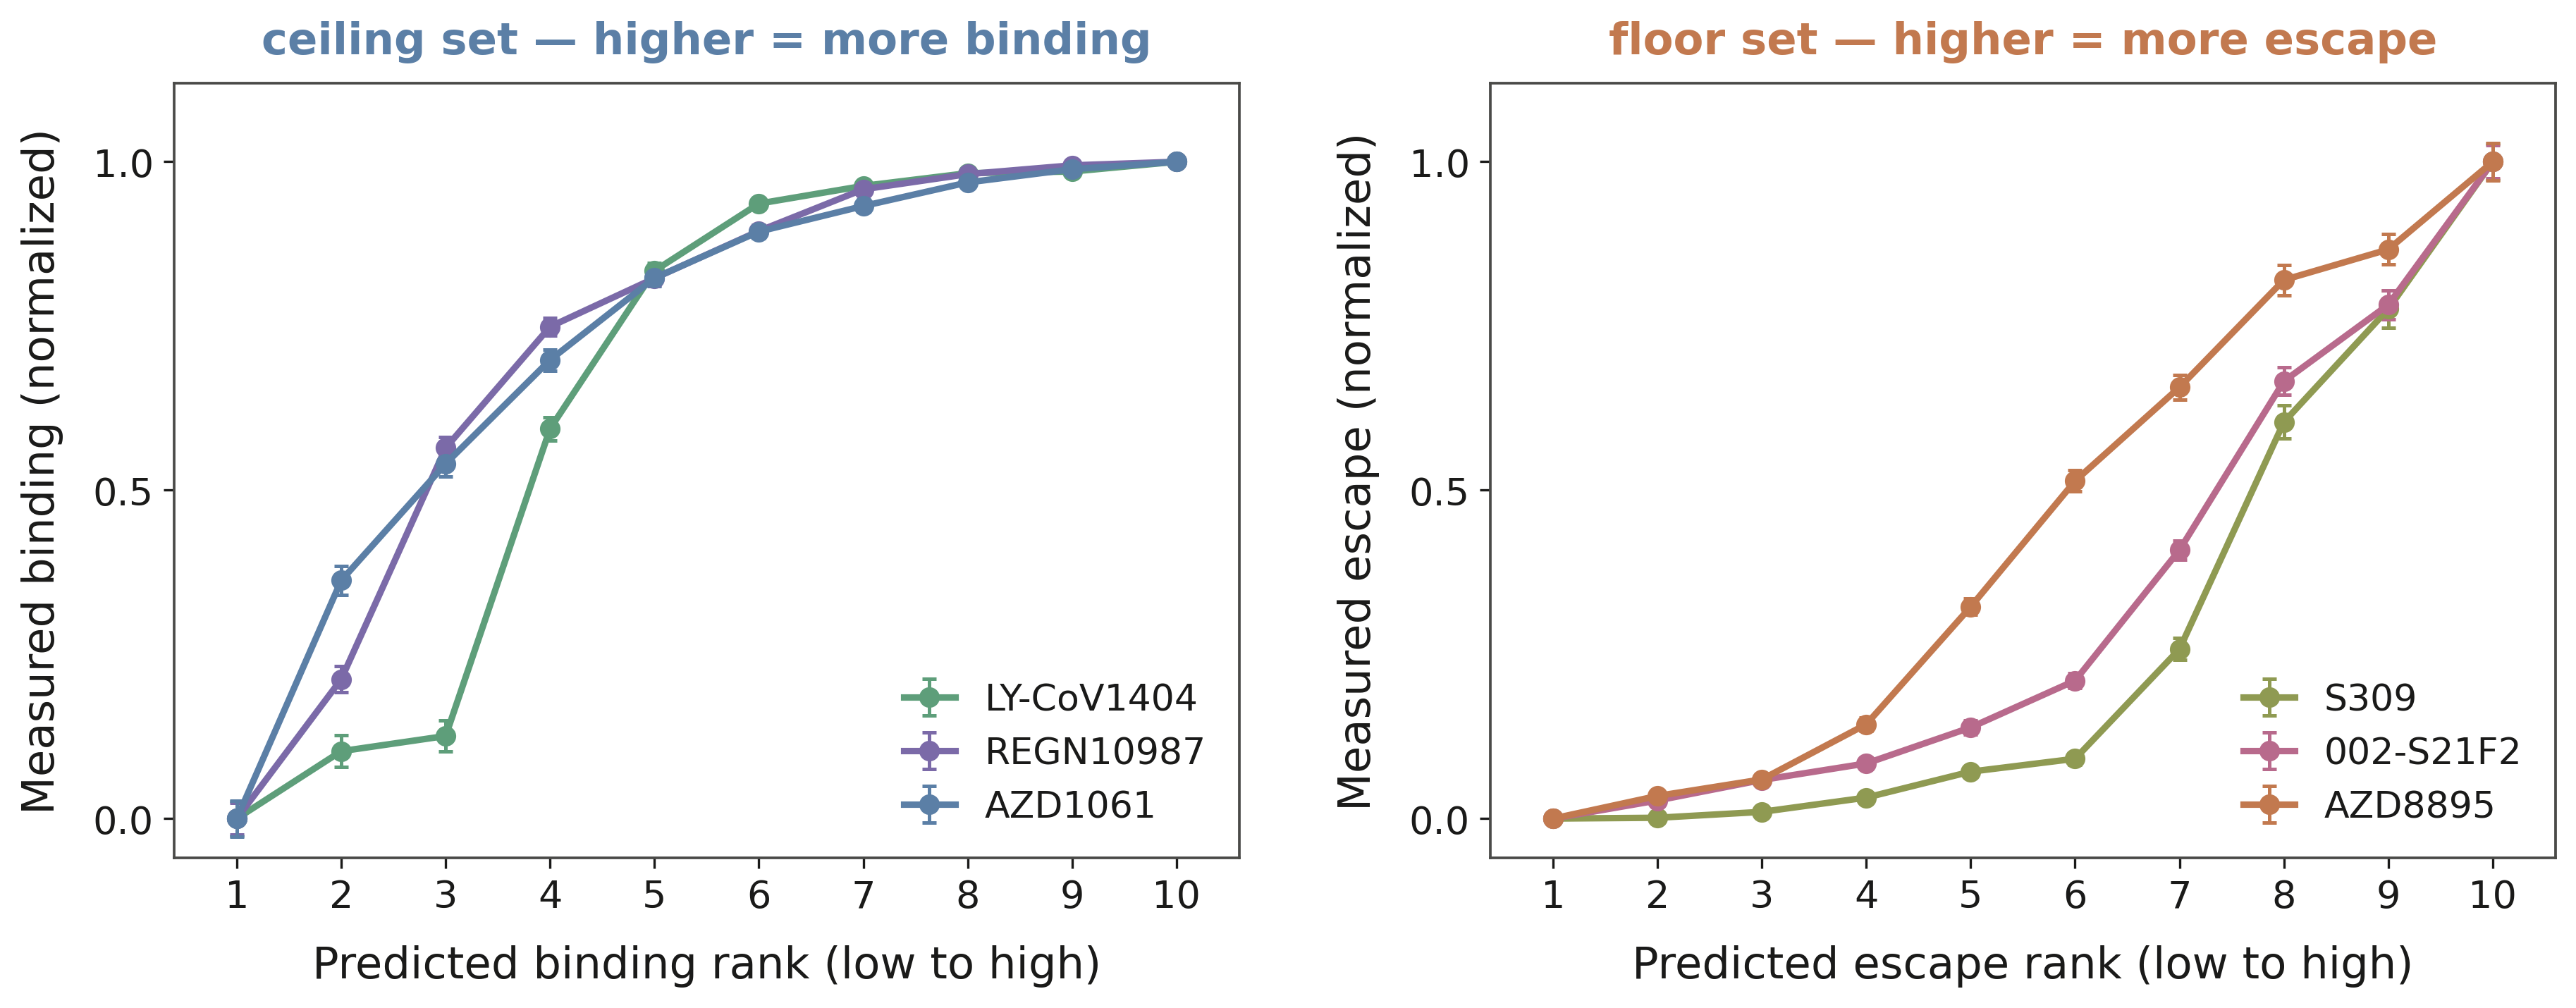 ceiling set — higher = more binding
Measured binding (normalized)
1.0
0.5
0.0
1 2 3 4 5 6 7 8 9 10
Predicted binding rank (low to high)
LY-CoV1404
REGN10987
AZD1061
floor set — higher = more escape
Measured escape (normalized)
1.0
0.5
0.0
1 2 3 4 5 6 7 8 9 10
Predicted escape rank (low to high)
S309
002-S21F2
AZD8895